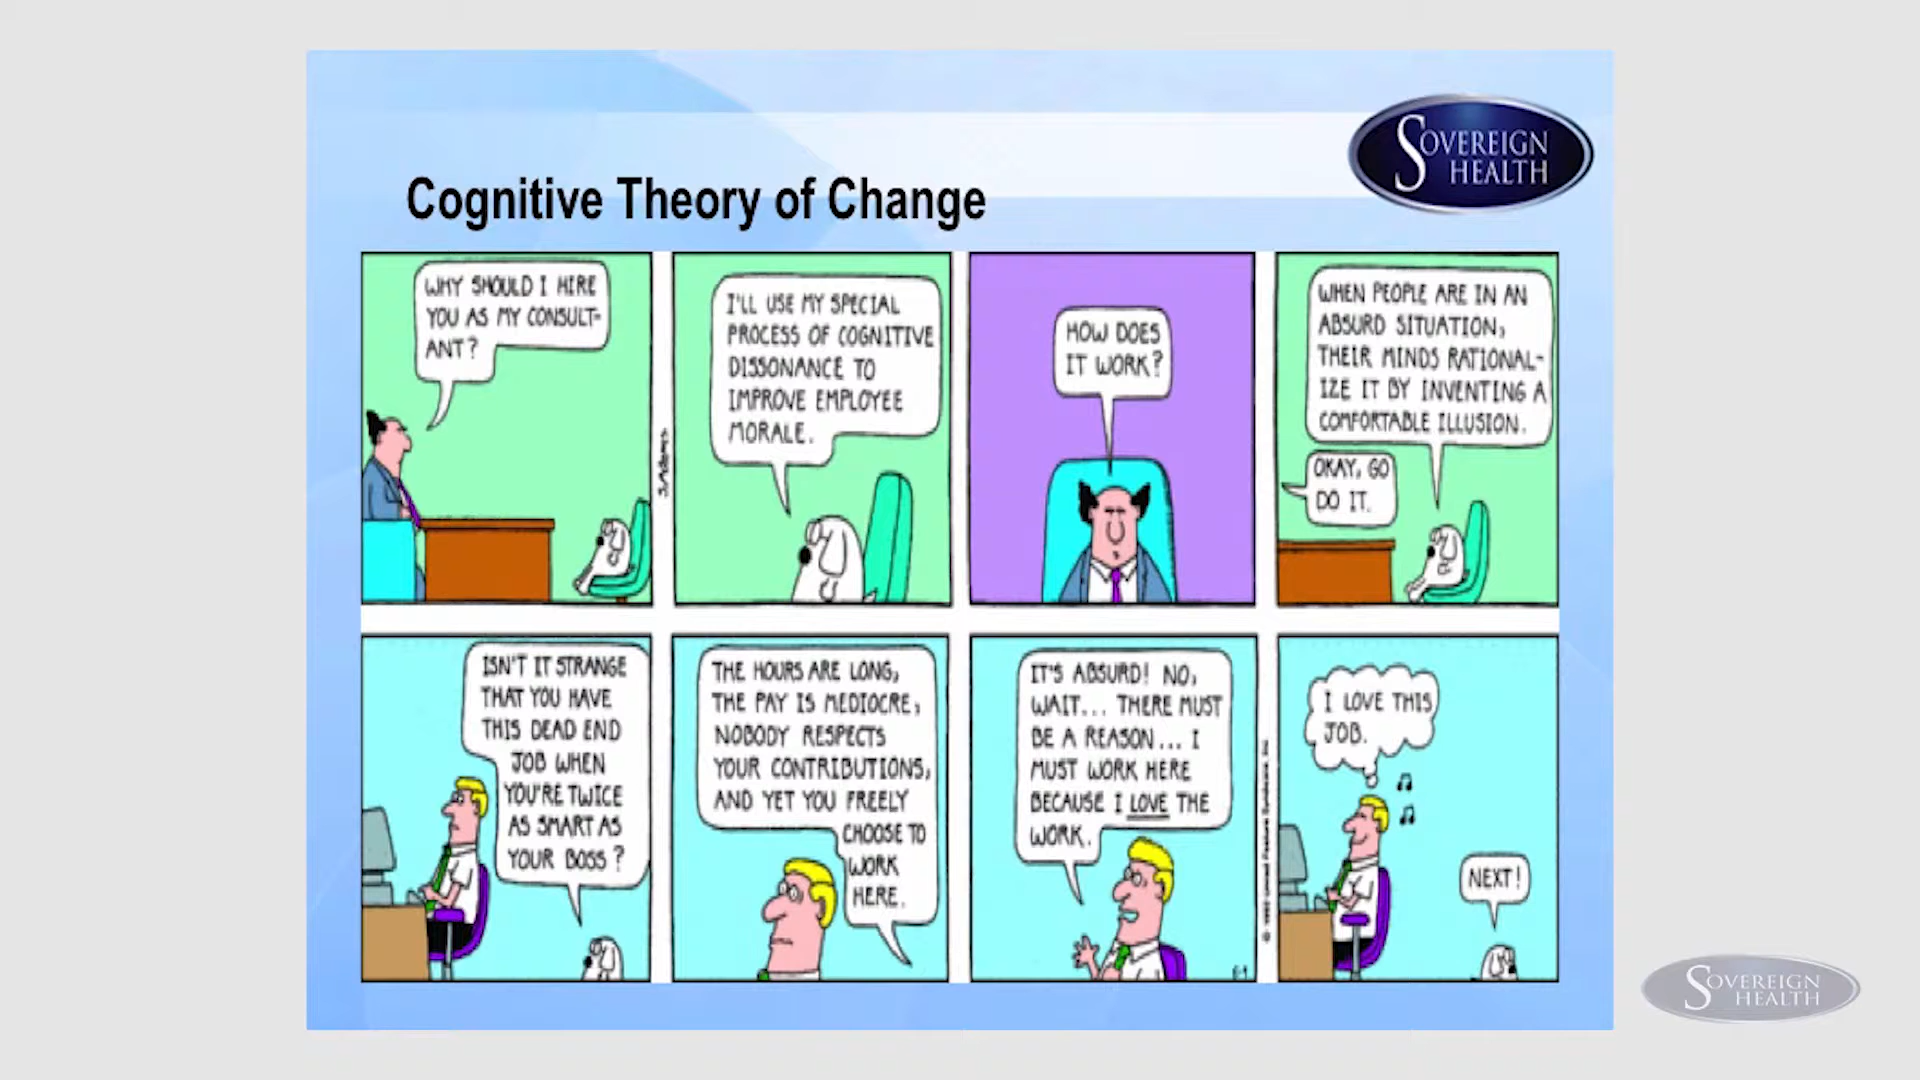 SOVEREIGN
HEALTH
Cognitive Theory of Change
WHY SHOULD I HIRE
YOU AS MY CONSULT-
ANT?
I'LL USE MY SPECIAL
PROCESS OF COGNITIVE
DISSONANCE TO
IMPROVE EMPLOYEE
MORALE.
S.Adams
HOW DOES
IT WORK?
WHEN PEOPLE ARE IN AN
ABSURD SITUATION,
THEIR MINDS RATIONAL-
IZE IT BY INVENTING A
COMFORTABLE ILLUSION.
OKAY, GO
DO IT.
ISN'T IT STRANGE
THAT YOU HAVE
THIS DEAD END
JOB WHEN
YOU'RE TWICE
AS SMART AS
YOUR BOSS?
THE HOURS ARE LONG,
THE PAY IS MEDIOCRE,
NOBODY RESPECTS
YOUR CONTRIBUTIONS,
AND YET YOU FREELY
CHOOSE TO
WORK
HERE.
IT'S ABSURD! NO,
WAIT... THERE MUST
BE A REASON... I
MUST WORK HERE
BECAUSE I LOVE THE
WORK.
I LOVE THIS
JOB.
NEXT!
SOVEREIGN
HEALTH